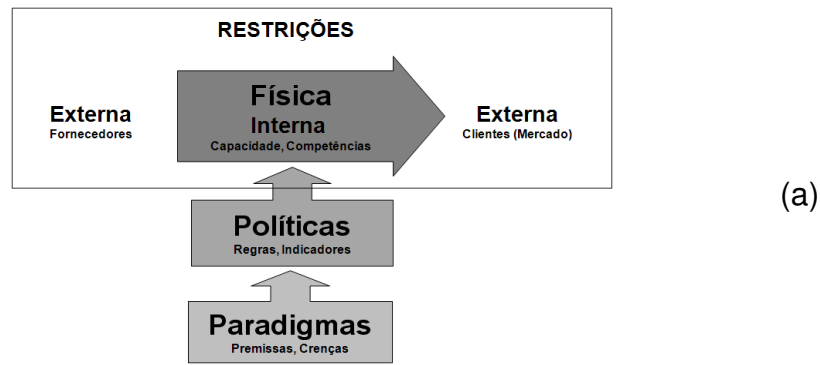 RESTRIÇÕES
Externa
Fornecedores
Física
Interna
Capacidade, Competências
Externa
Clientes (Mercado)
(a)
Políticas
Regras, Indicadores
Paradigmas
Premissas, Crenças